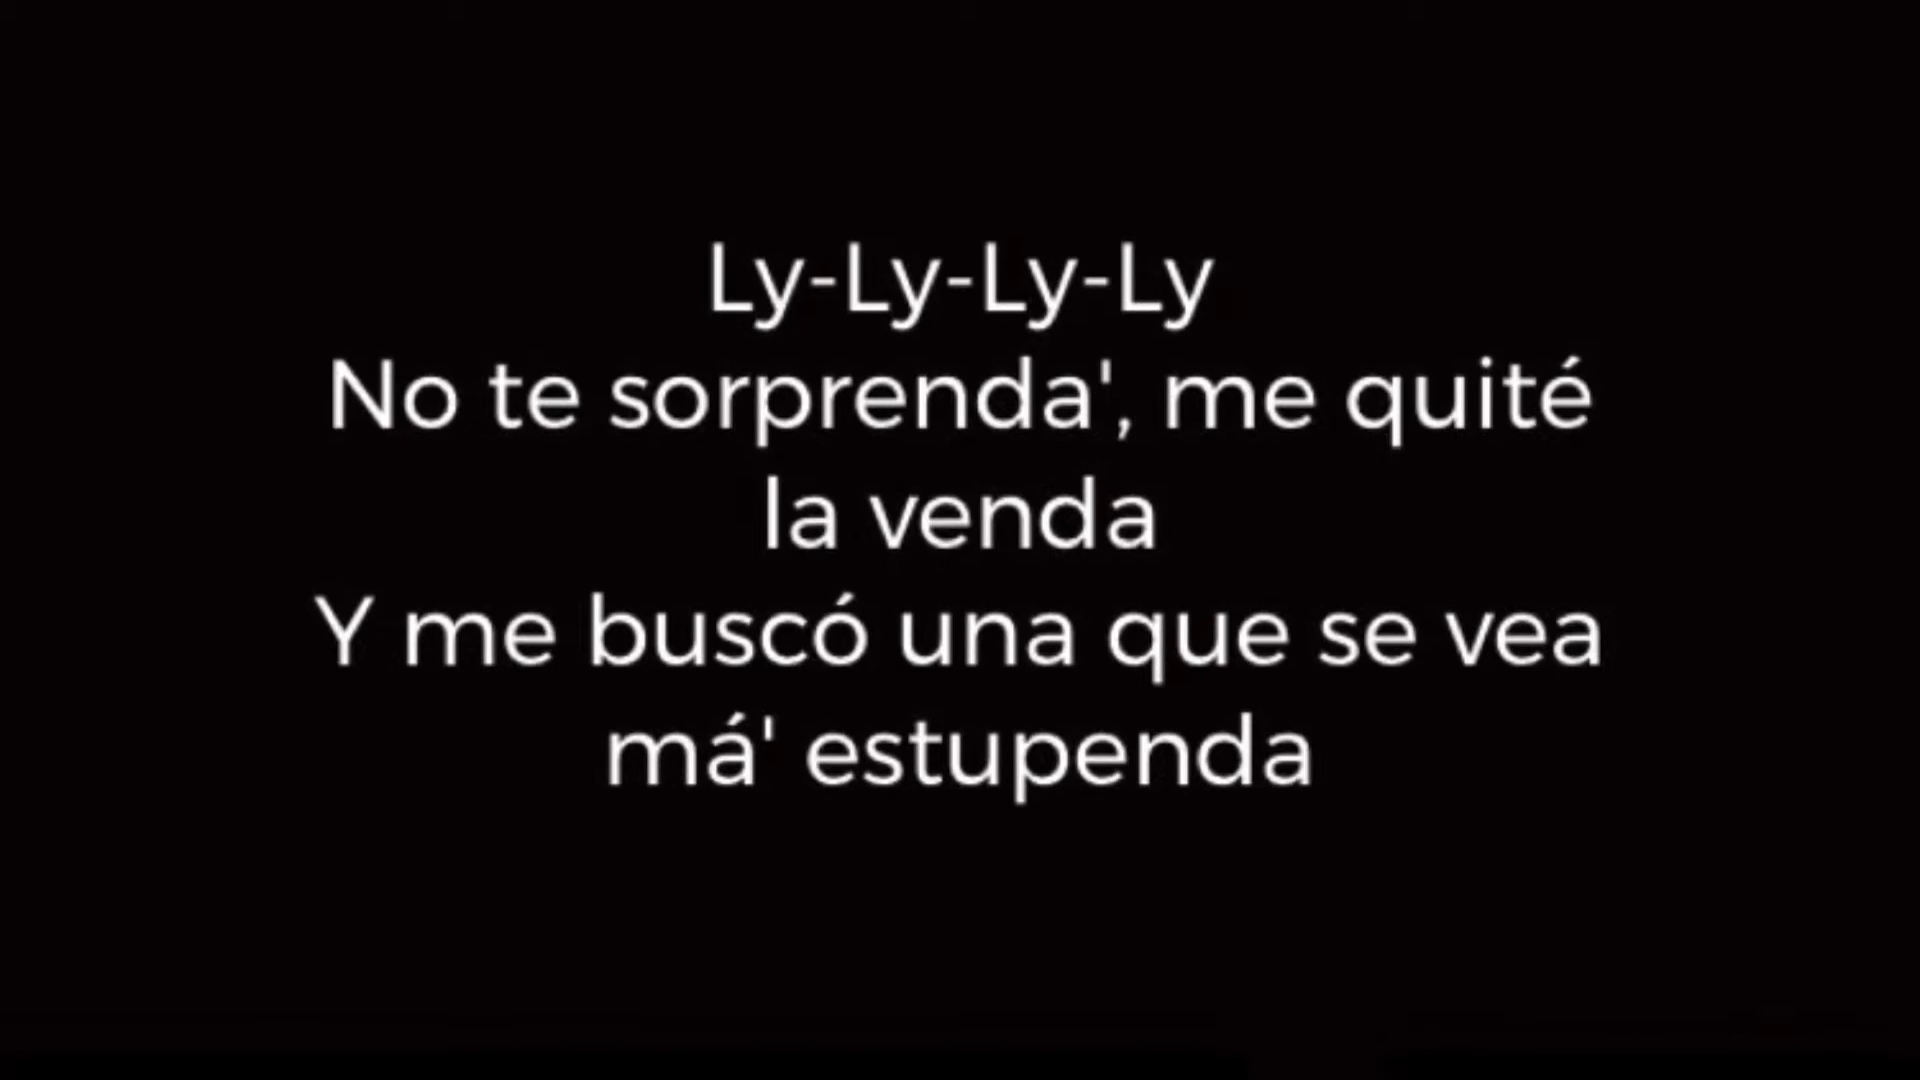 Ly-Ly-Ly-Ly
No te sorprenda', me quité
la venda
Y me buscó una que se vea
má' estupenda